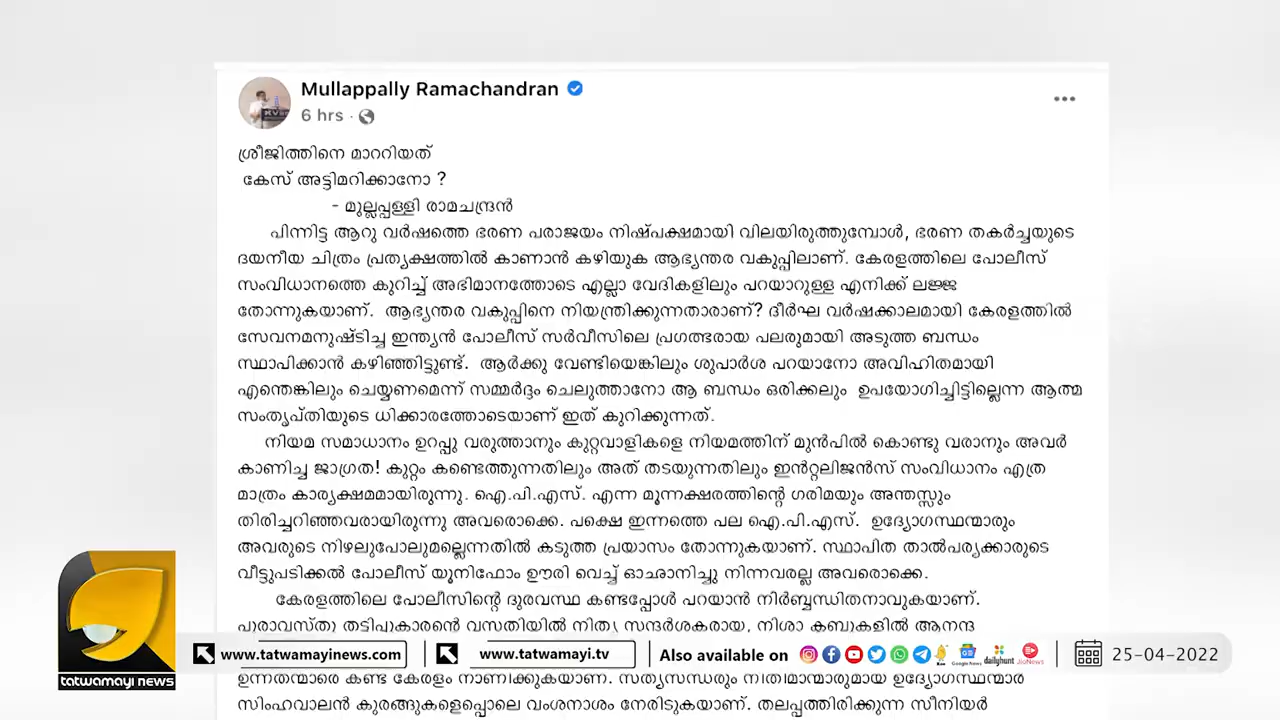 Mullappally Ramachandran
6 hrs ·
ശ്രീജിത്തിനെ മാററിയത്
കേസ് അട്ടിമറിക്കാനോ ?
- മുല്ലപ്പള്ളി രാമചന്ദ്രൻ
പിന്നിട്ട ആറു വർഷത്തെ ഭരണ പരാജയം നിഷ്പക്ഷമായി വിലയിരുത്തുമ്പോൾ, ഭരണ തകർച്ചയുടെ
ദയനീയ ചിത്രം പ്രത്യക്ഷത്തിൽ കാണാൻ കഴിയുക ആഭ്യന്തര വകുപ്പിലാണ്. കേരളത്തിലെ പോലീസ്
സംവിധാനത്തെ കുറിച്ച് അഭിമാനത്തോടെ എല്ലാ വേദികളിലും പറയാറുള്ള എനിക്ക് ലജ്ജ
തോന്നുകയാണ്. ആഭ്യന്തര വകുപ്പിനെ നിയന്ത്രിക്കുന്നതാരാണ്? ദീർഘ വർഷക്കാലമായി കേരളത്തിൽ
സേവനമനുഷ്ടിച്ച ഇന്ത്യൻ പോലീസ് സർവീസിലെ പ്രഗത്ഭരായ പലരുമായി അടുത്ത ബന്ധം
സ്ഥാപിക്കാൻ കഴിഞ്ഞിട്ടുണ്ട്. ആർക്കു വേണ്ടിയെങ്കിലും ശുപാർശ പറയാനോ അവിഹിതമായി
എന്തെങ്കിലും ചെയ്യണമെന്ന് സമ്മർദ്ദം ചെലുത്താനോ ആ ബന്ധം ഒരിക്കലും ഉപയോഗിച്ചിട്ടില്ലെന്ന ആത്മ
സംതൃപ്തിയുടെ ധിക്കാരത്തോടെയാണ് ഇത് കുറിക്കുന്നത്.
നിയമ സമാധാനം ഉറപ്പു വരുത്താനും കുറ്റവാളികളെ നിയമത്തിന് മുൻപിൽ കൊണ്ടു വരാനും അവർ
കാണിച്ച ജാഗ്രത! കുറ്റം കണ്ടെത്തുന്നതിലും അത് തടയുന്നതിലും ഇൻറ്റലിജൻസ് സംവിധാനം എത്ര
മാത്രം കാര്യക്ഷമമായിരുന്നു. ഐ.പി.എസ്. എന്ന മൂന്നക്ഷരത്തിന്റെ ഗരിമയും അന്തസ്സും
തിരിച്ചറിഞ്ഞവരായിരുന്നു അവരൊക്കെ. പക്ഷെ ഇന്നത്തെ പല ഐ.പി.എസ്. ഉദ്യോഗസ്ഥന്മാരും
അവരുടെ നിഴലുപോലുമല്ലെന്നതിൽ കടുത്ത പ്രയാസം തോന്നുകയാണ്. സ്ഥാപിത താൽപര്യക്കാരുടെ
വീട്ടുപടിക്കൽ പോലീസ് യൂനിഫോം ഊരി വെച്ച് ഓഛാനിച്ചു നിന്നവരല്ല അവരൊക്കെ.
കേരളത്തിലെ പോലീസിന്റെ ദുരവസ്ഥ കണ്ടപ്പോൾ പറയാൻ നിർബ്ബന്ധിതനാവുകയാണ്.
പുരാവസ്തു തട്ടിപ്പുകാരന്റെ വസതിയിൽ നിത്യ സന്ദർശകരായ, നിശാ ക്ലബുകളിൽ ആനന്ദ
ഉന്നതന്മാരെ കണ്ട കേരളം നാണിക്കുകയാണ്. സത്യസന്ധരും നീതിമാന്മാരുമായ ഉദ്യോഗസ്ഥന്മാർ
സിംഹവാലൻ കുരങ്ങുകളെപ്പൊലെ വംശനാശം നേരിടുകയാണ്. തലപ്പത്തിരിക്കുന്ന സീനിയർ
tatwamayi news
www.tatwamayinews.com
www.tatwamayi.tv
Also available on
Google News
dailyhunt
JioNews
25-04-2022